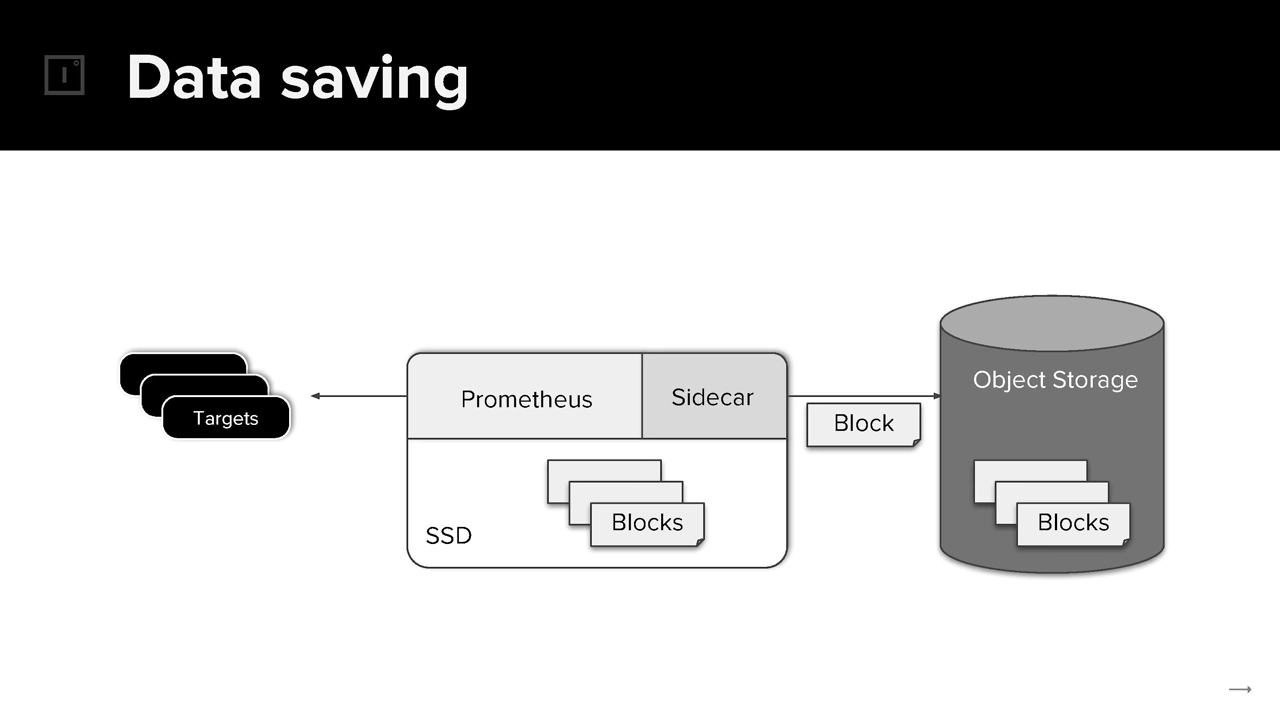 Data saving
Targets
Prometheus
Sidecar
SSD
Blocks
Block
Object Storage
Blocks